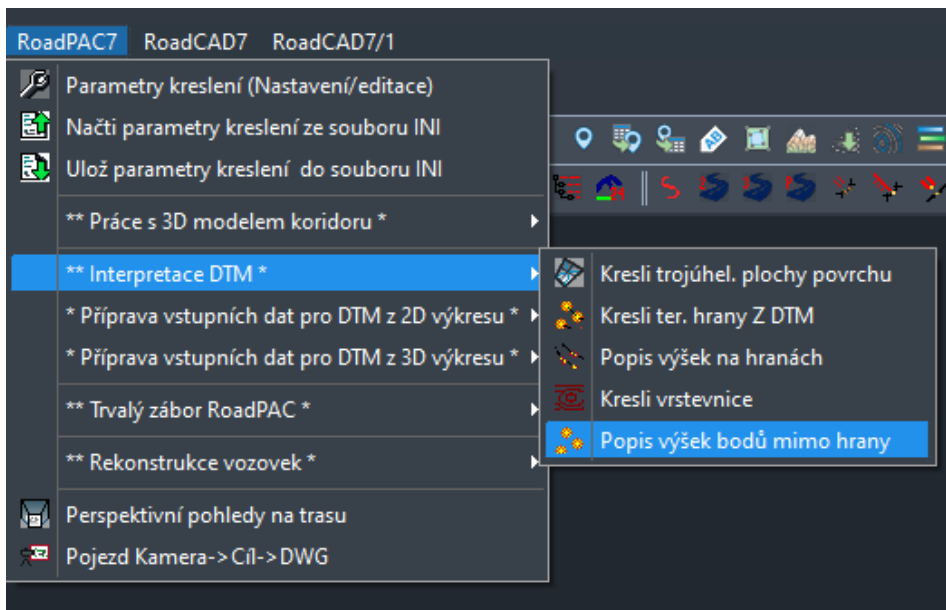 RoadPAC7 RoadCAD7 RoadCAD7/1
Parametry kreslení (Nastavení/editace)
Načti parametry kreslení ze souboru INI
Ulož parametry kreslení do souboru INI
** Práce s 3D modelem koridoru *
** Interpretace DTM *
* Příprava vstupních dat pro DTM z 2D výkresu *
* Příprava vstupních dat pro DTM z 3D výkresu *
** Trvalý zábor RoadPAC *
** Rekonstrukce vozovek *
Perspektivní pohledy na trasu
Pojezd Kamera->Cíl->DWG
Kresli trojúhel. plochy povrchu
Kresli ter. hrany Z DTM
Popis výšek na hranách
Kresli vrstevnice
Popis výšek bodů mimo hrany